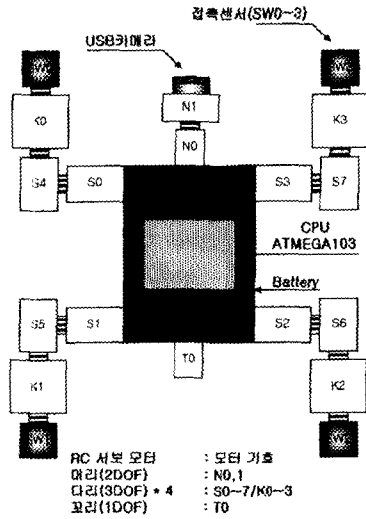 접촉센서(SW0~3)
USB카메라
K0
N1
K3
N0
S4
S0
S3
S7
CPU
ATMEGA103
Battery
S5
S1
S2
S6
T0
K1
K2
W
RC 서보 모터 : 모터 기호
머리(2DOF) : N0,1
다리(3DOF) * 4 : S0~7/K0~3
꼬리(1DOF) : T0